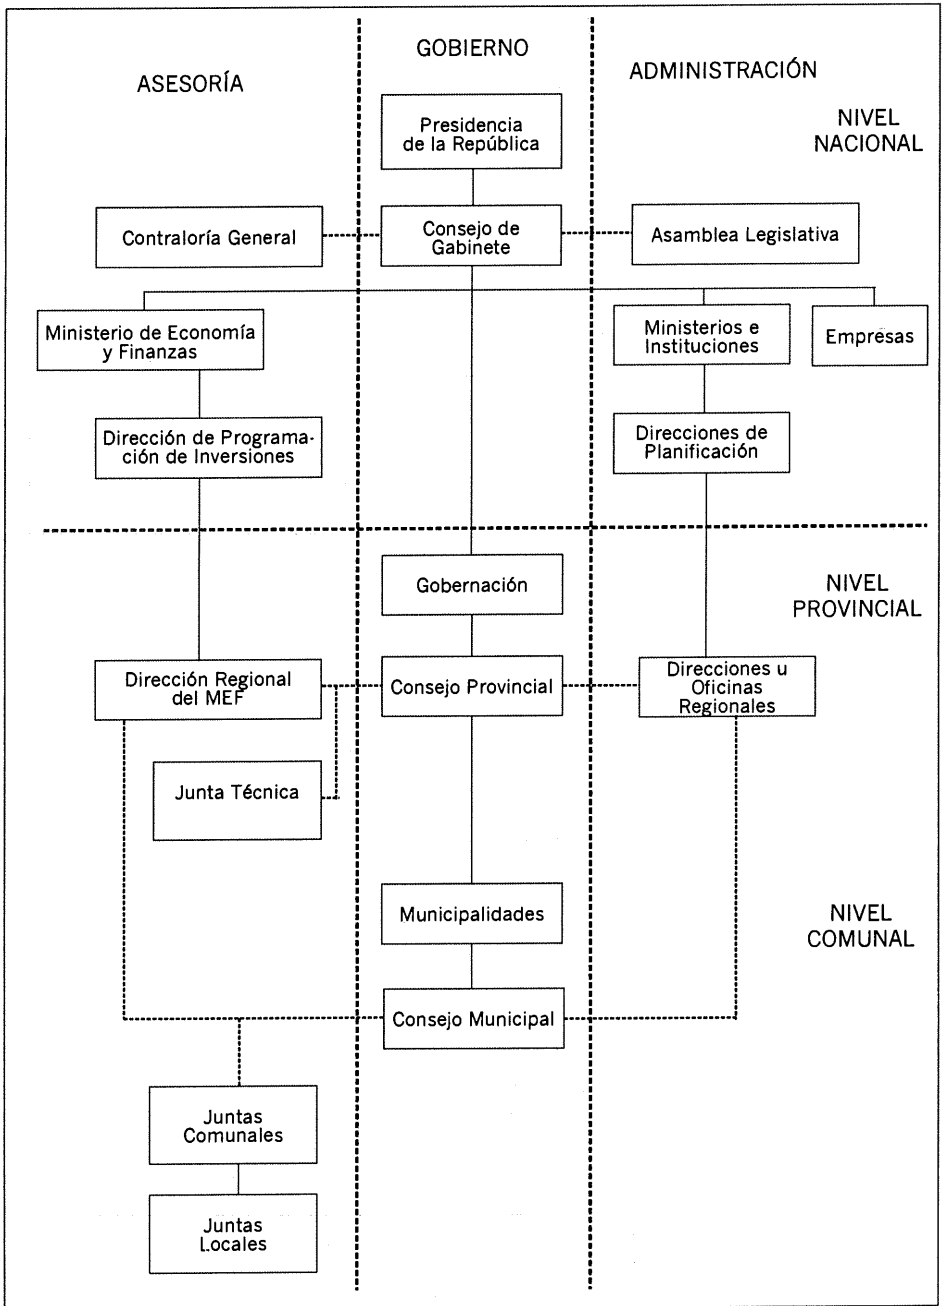 GOBIERNO
ASESORÍA
ADMINISTRACIÓN
NIVEL
NACIONAL
Presidencia
de la República
Contraloría General
Consejo de
Gabinete
Asamblea Legislativa
Ministerio de Economía
y Finanzas
Ministerios e
Instituciones
Empresas
Dirección de Programa-
ción de Inversiones
Direcciones de
Planificación
Gobernación
NIVEL
PROVINCIAL
Dirección Regional
del MEF
Consejo Provincial
Direcciones u
Oficinas
Regionales
Junta Técnica
Municipalidades
NIVEL
COMUNAL
Consejo Municipal
Juntas
Comunales
Juntas
Locales